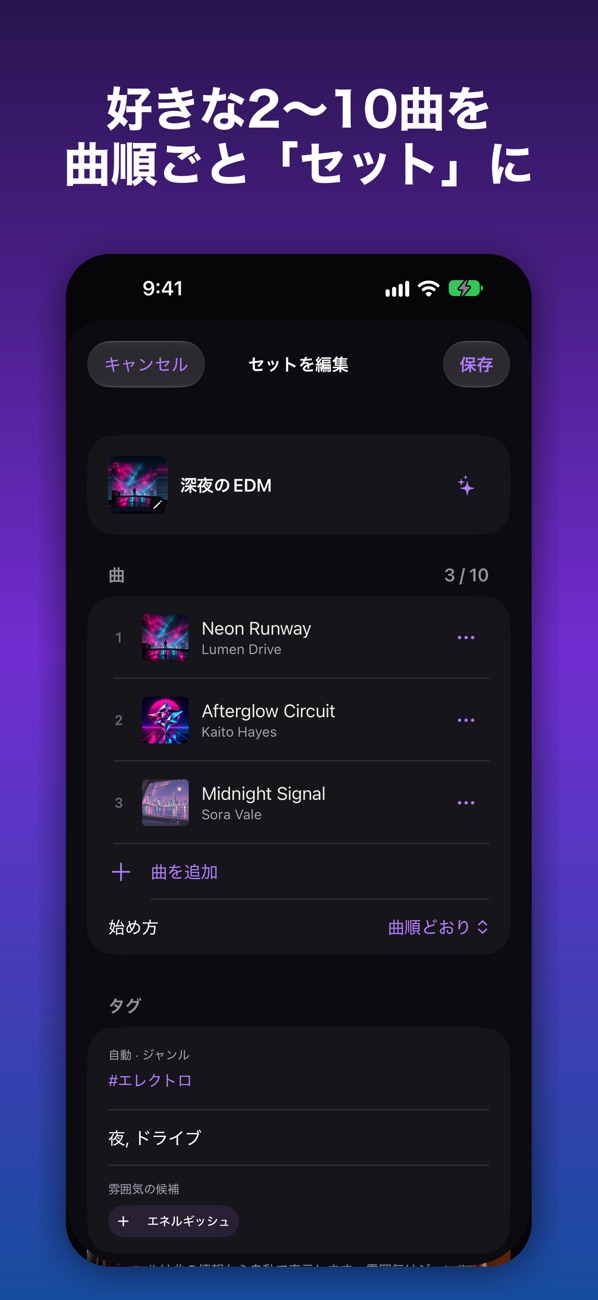 好きな2〜10曲を
曲順ごと「セット」に
9:41
キャンセル
セットを編集
保存
深夜のEDM
曲
3 / 10
1
Neon Runway
Lumen Drive
2
Afterglow Circuit
Kaito Hayes
3
Midnight Signal
Sora Vale
曲を追加
始め方
曲順どおり
タグ
自動 · ジャンル
#エレクトロ
夜, ドライブ
雰囲気の候補
+ エネルギッシュ